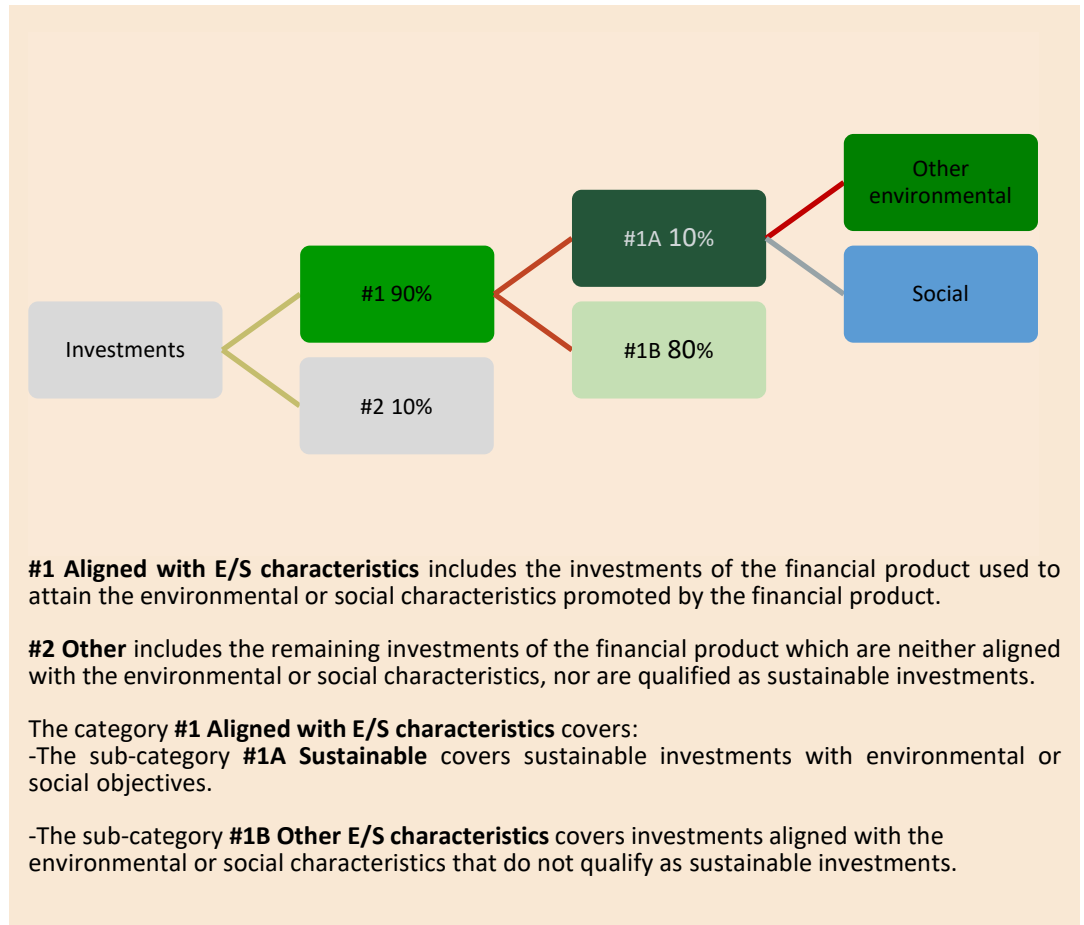 Other
environmental
#1A 10%
#1 90%
Social
Investments
#1B 80%
#2 10%
#1 Aligned with E/S characteristics includes the investments of the financial product used to
attain the environmental or social characteristics promoted by the financial product.
#2 Other includes the remaining investments of the financial product which are neither aligned
with the environmental or social characteristics, nor are qualified as sustainable investments.
The category #1 Aligned with E/S characteristics covers:
-The sub-category #1A Sustainable covers sustainable investments with environmental or
social objectives.
-The sub-category #1B Other E/S characteristics covers investments aligned with the
environmental or social characteristics that do not qualify as sustainable investments.